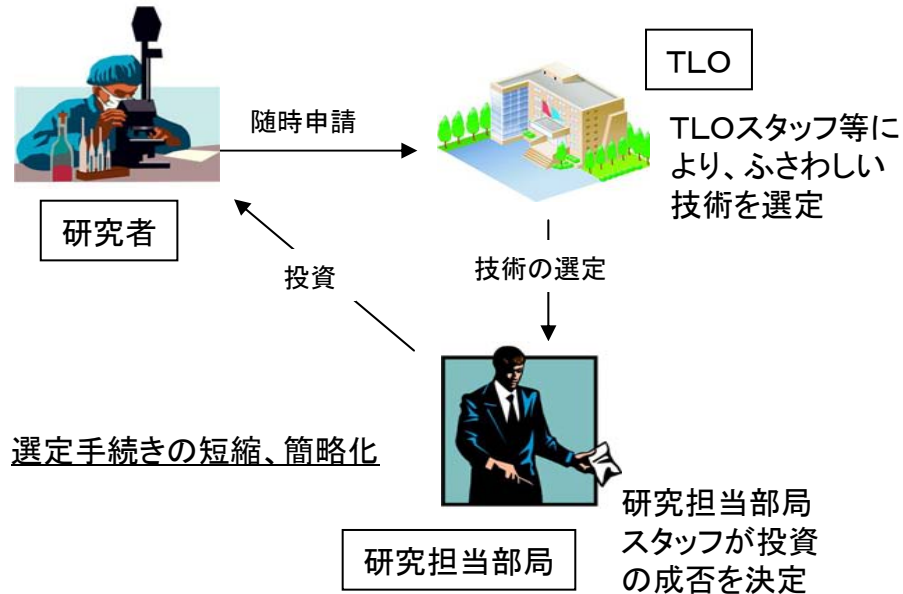 TLO
随時申請
TLOスタッフ等に
より、ふさわしい
技術を選定
研究者
投資
技術の選定
選定手続きの短縮、簡略化
研究担当部局
研究担当部局
スタッフが投資
の成否を決定